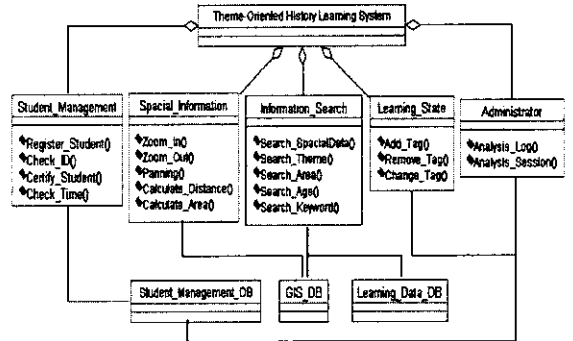 Theme-Oriented History Learning System
Student_Management
Register_Student()
Check_ID()
Certify_Student()
Check_Time()
Spacial_Information
Zoom_In()
Zoom_Out()
Panning()
Calculate_Distance()
Calculate_Area()
Information_Search
Search_SpacialData()
Search_Theme()
Search_Area()
Search_Age()
Search_Keyword()
Learning_State
Add_Tag()
Remove_Tag()
Change_Tag()
Administrator
Analysis_Log()
Analysis_Session()
Student_Management_DB
GIS_DB
Learning_Data_DB